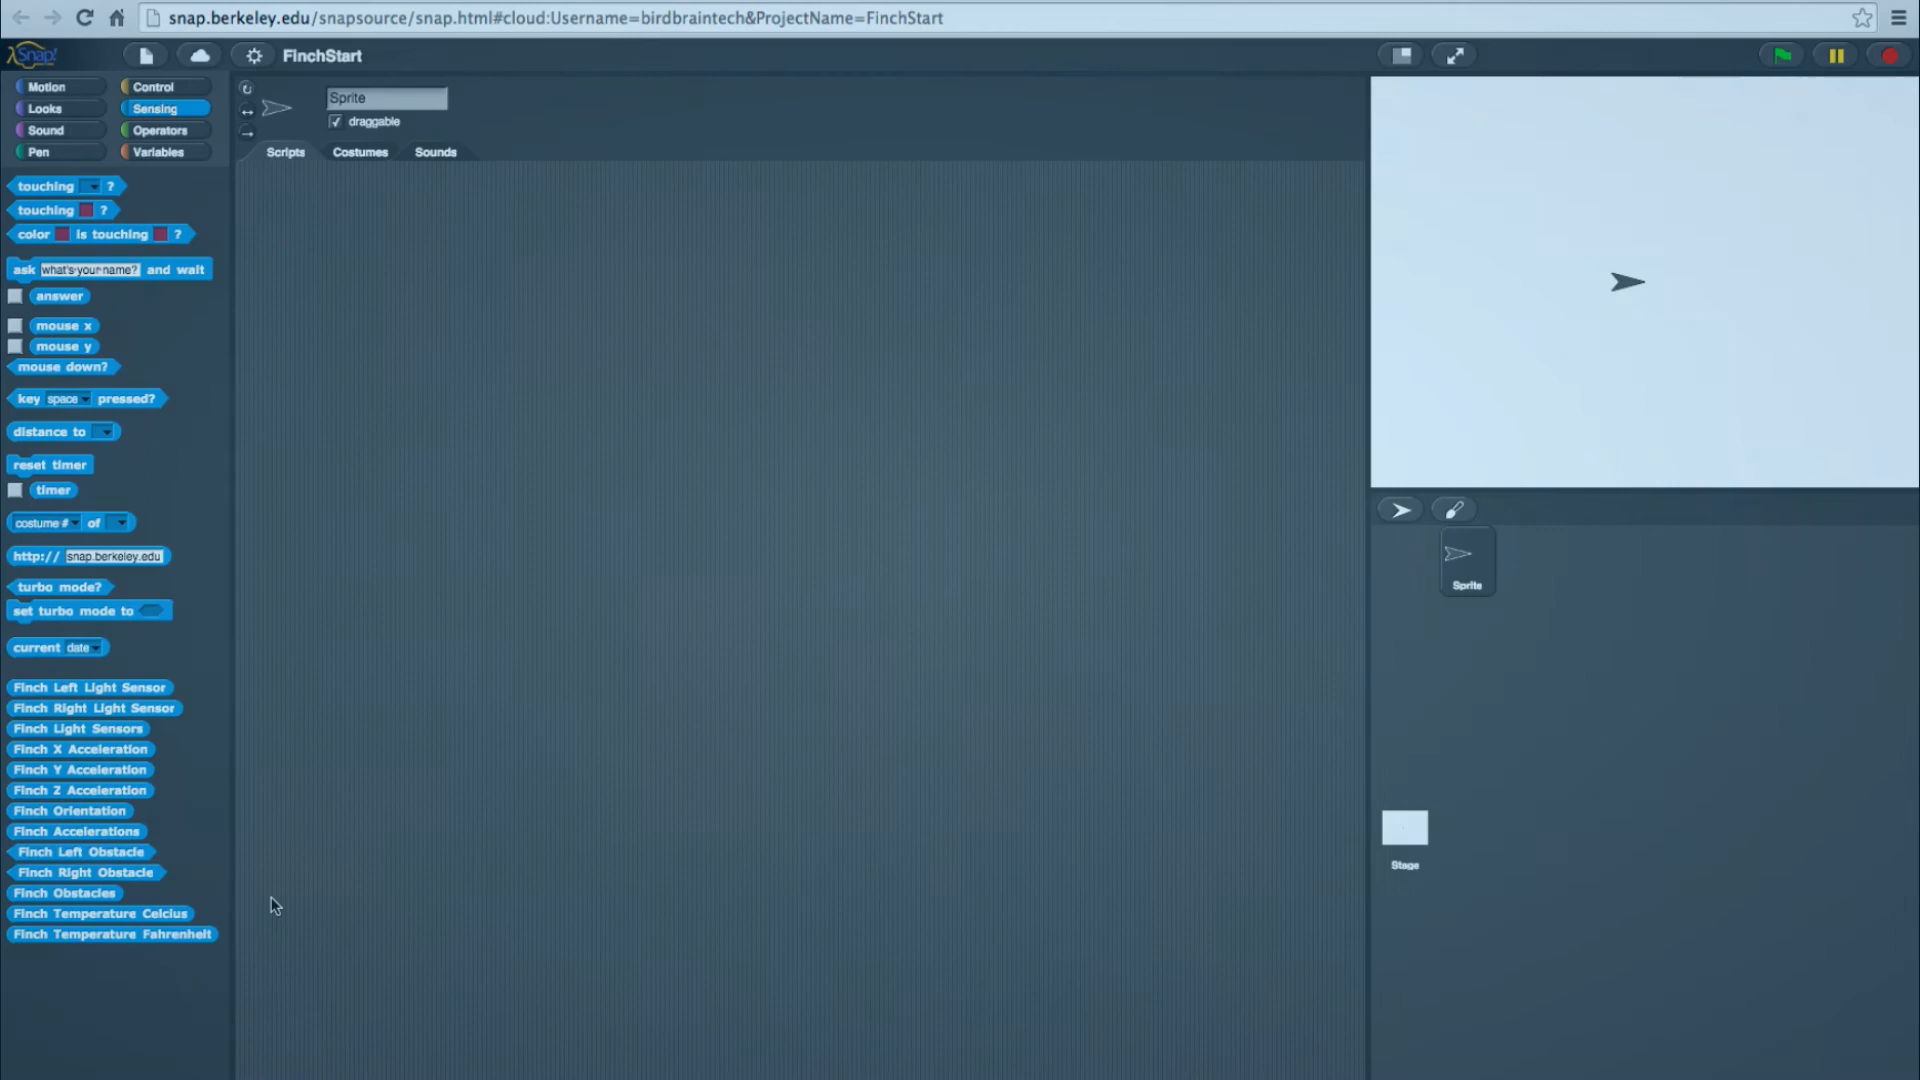 snap.berkeley.edu/snapsource/snap.html#cloud:Username=birdbraintech&ProjectName=FinchStart
Snap!
FinchStart
Motion
Control
Looks
Sensing
Sound
Operators
Pen
Variables
Sprite
draggable
Scripts
Costumes
Sounds
touching ?
touching ?
color is touching ?
ask what's your name? and wait
answer
mouse x
mouse y
mouse down?
key space pressed?
distance to
reset timer
timer
costume # of
http:// snap.berkeley.edu
turbo mode?
set turbo mode to
current date
Finch Left Light Sensor
Finch Right Light Sensor
Finch Light Sensors
Finch X Acceleration
Finch Y Acceleration
Finch Z Acceleration
Finch Orientation
Finch Accelerations
Finch Left Obstacle
Finch Right Obstacle
Finch Obstacles
Finch Temperature Celcius
Finch Temperature Fahrenheit
Sprite
Stage